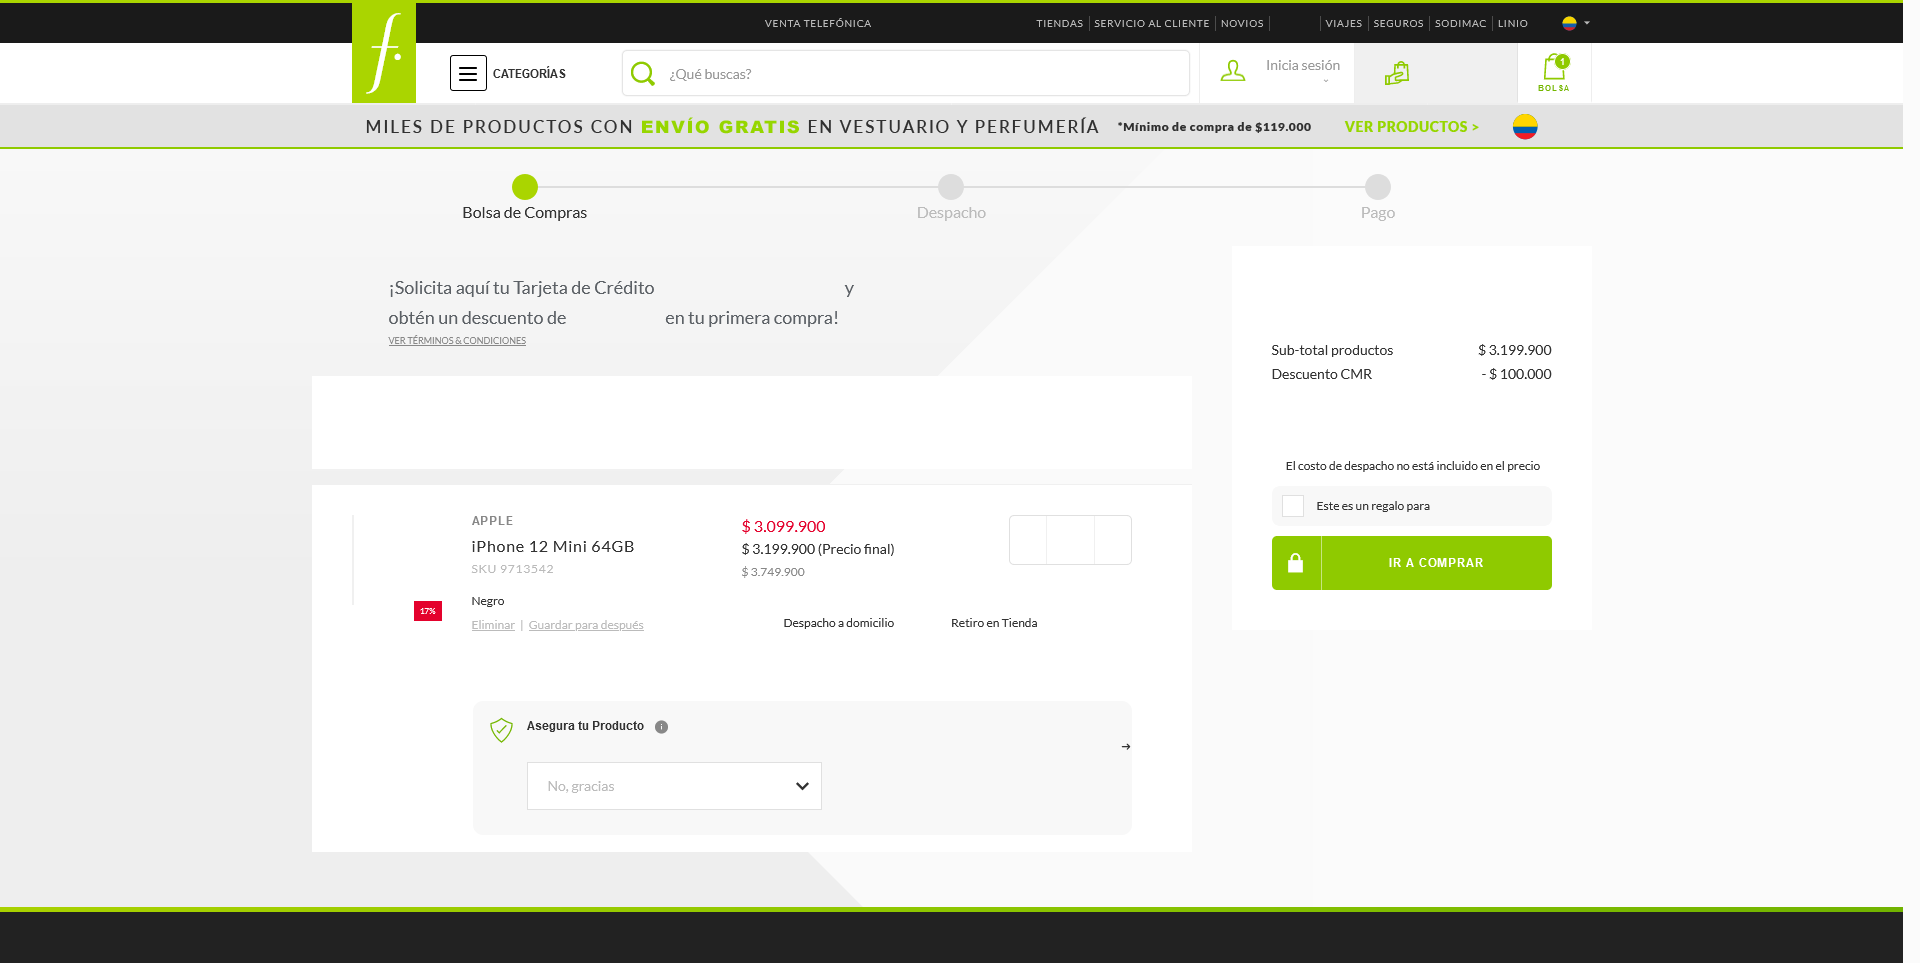 VENTA TELEFÓNICA
TIENDAS
SERVICIO AL CLIENTE
NOVIOS
VIAJES
SEGUROS
SODIMAC
LINIO
f.
CATEGORÍAS
¿Qué buscas?
Inicia sesión
1
BOLSA
MILES DE PRODUCTOS CON ENVÍO GRATIS EN VESTUARIO Y PERFUMERÍA
*Mínimo de compra de $119.000
VER PRODUCTOS >
Bolsa de Compras
Despacho
Pago
¡Solicita aquí tu Tarjeta de Crédito y
obtén un descuento de en tu primera compra!
VER TÉRMINOS & CONDICIONES
Sub-total productos $ 3.199.900
Descuento CMR - $ 100.000
El costo de despacho no está incluido en el precio
Este es un regalo para
IR A COMPRAR
APPLE
iPhone 12 Mini 64GB
SKU 9713542
17%
Negro
Eliminar | Guardar para después
$ 3.099.900
$ 3.199.900 (Precio final)
$ 3.749.900
Despacho a domicilio
Retiro en Tienda
Asegura tu Producto
No, gracias